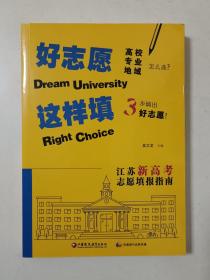 好志愿
Dream University
这样填
Right Choice
高校
专业
地域
怎么选?
3步搞出
好志愿!
江苏新高考
志愿填报指南